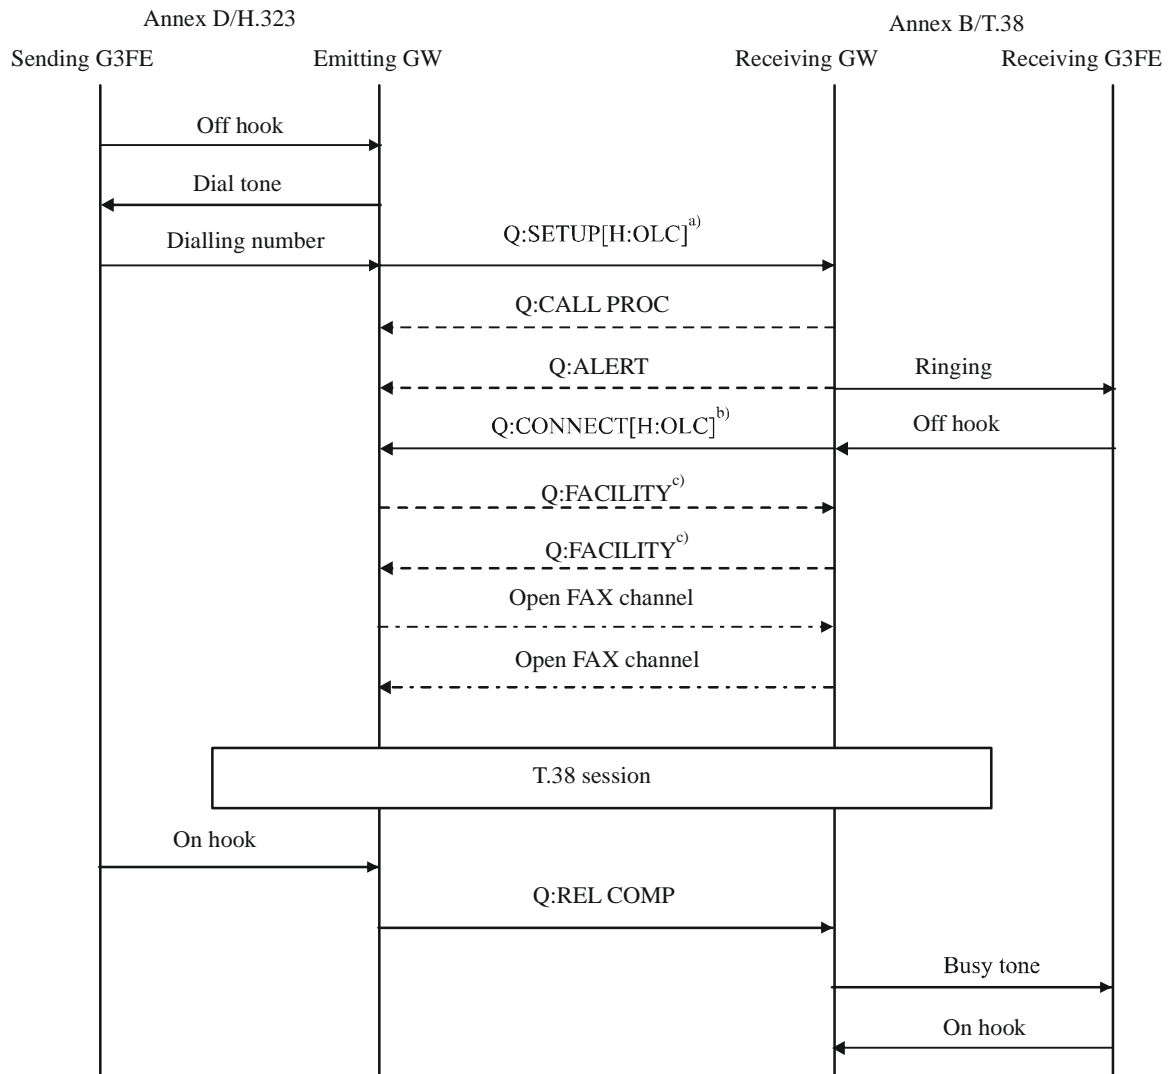 Annex D/H.323
Annex B/T.38
Sending G3FE
Emitting GW
Receiving GW
Receiving G3FE
Off hook
Dial tone
Dialling number
Q:SETUP[H:OLC]a)
Q:CALL PROC
Q:ALERT
Ringing
Q:CONNECT[H:OLC]b)
Off hook
Q:FACILITYc)
Q:FACILITYc)
Open FAX channel
Open FAX channel
T.38 session
On hook
Q:REL COMP
Busy tone
On hook